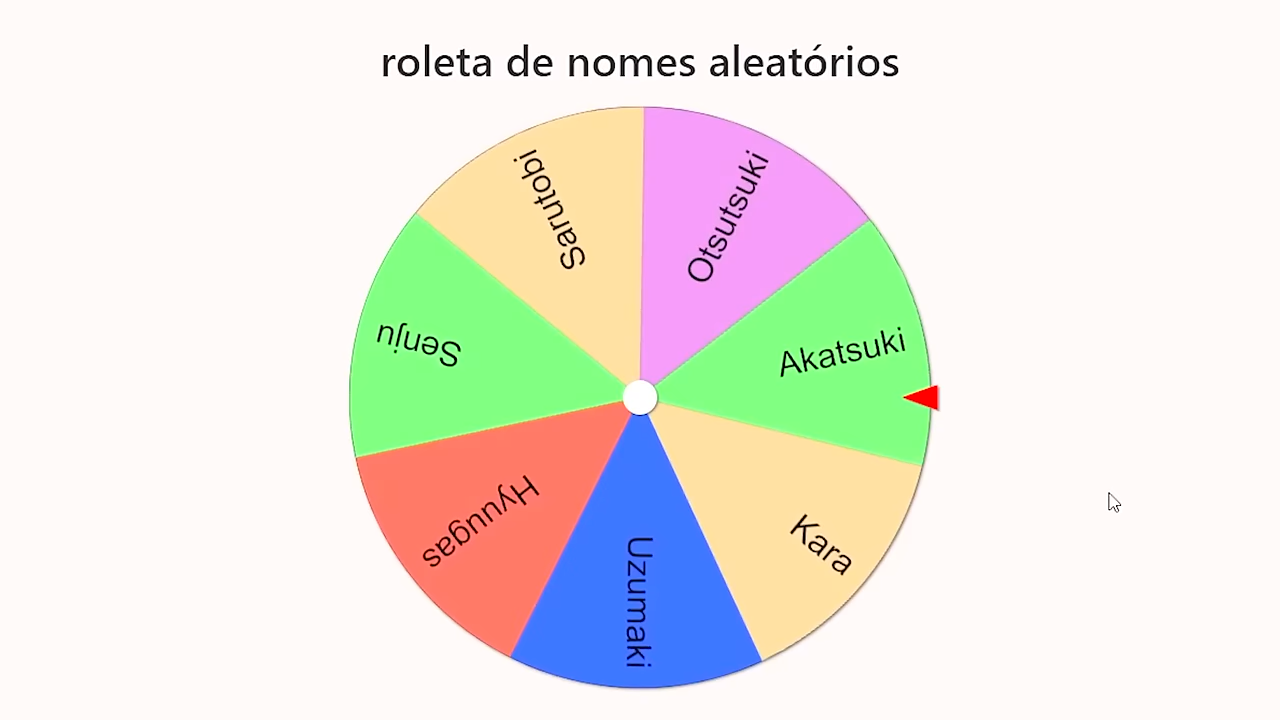 roleta de nomes aleatórios
Otsutsuki
Akatsuki
Kara
Uzumaki
Hyuugas
Senju
Sarutobi